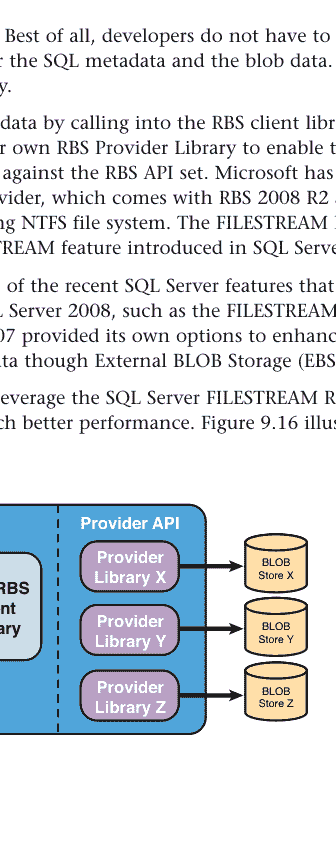 Best of all, developers do not have to
r the SQL metadata and the blob data.
y.
data by calling into the RBS client libr
r own RBS Provider Library to enable t
against the RBS API set. Microsoft has
vider, which comes with RBS 2008 R2
ng NTFS file system. The FILESTREAM
TREAM feature introduced in SQL Serve
of the recent SQL Server features that
L Server 2008, such as the FILESTREAM
07 provided its own options to enhanc
ata though External BLOB Storage (EBS
leverage the SQL Server FILESTREAM R
ch better performance. Figure 9.16 illus
Provider API
RBS
nt
ary
Provider
Library X
BLOB
Store X
Provider
Library Y
BLOB
Store Y
Provider
Library Z
BLOB
Store Z